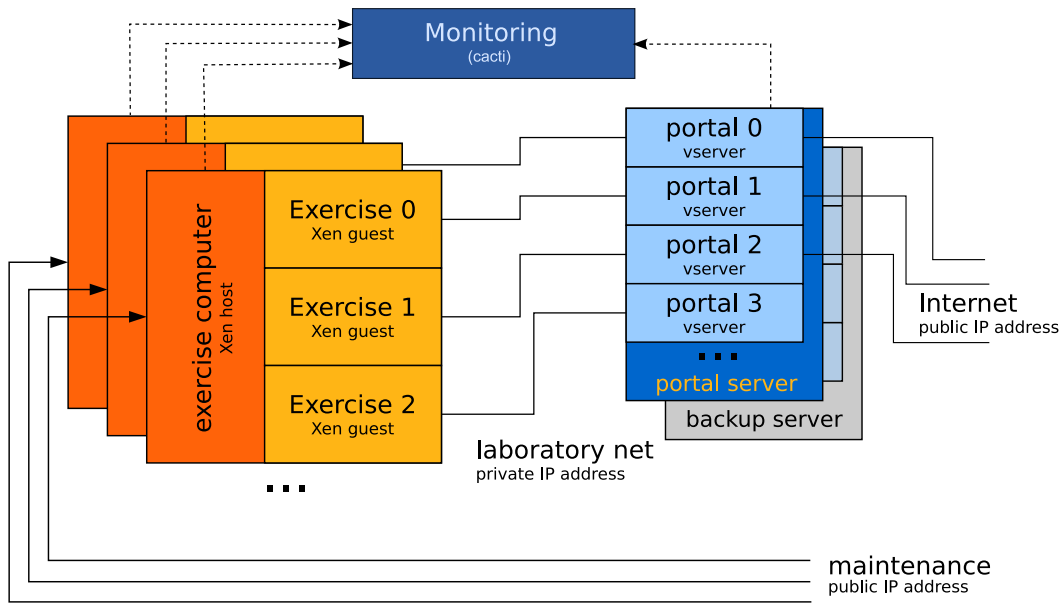 Monitoring
(cacti)
portal 0
vserver
portal 1
vserver
portal 2
vserver
portal 3
vserver
...
portal server
backup server
exercise computer
Xen host
Exercise 0
Xen guest
Exercise 1
Xen guest
Exercise 2
Xen guest
...
Internet
public IP address
laboratory net
private IP address
maintenance
public IP address